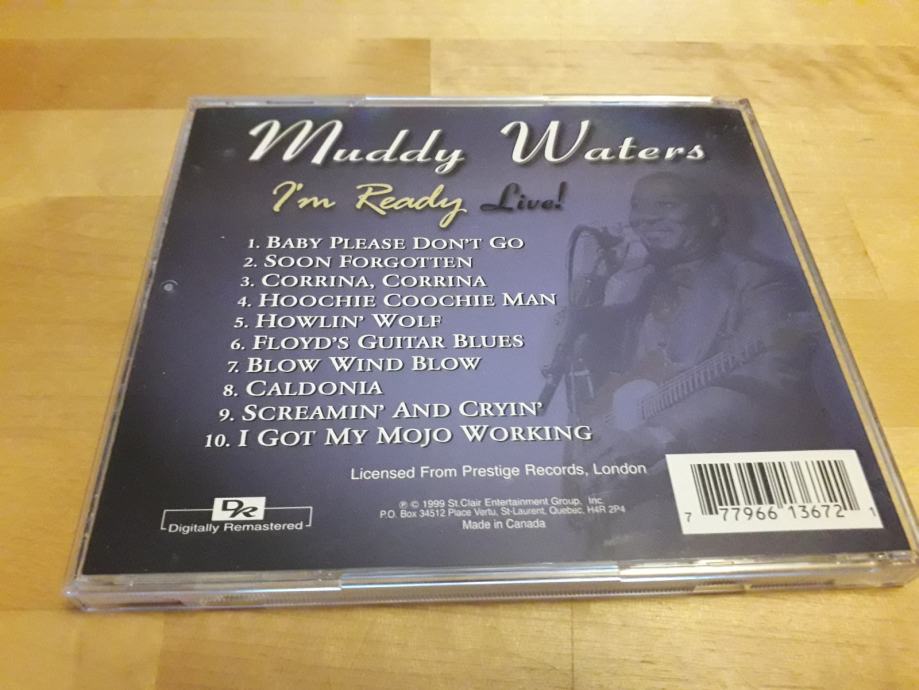 Muddy Waters
I'm Ready Live!
1. BABY PLEASE DON'T GO
2. SOON FORGOTTEN
3. CORRINA, CORRINA
4. HOOCHIE COOCHIE MAN
5. HOWLIN' WOLF
6. FLOYD'S GUITAR BLUES
7. BLOW WIND BLOW
8. CALDONIA
9. SCREAMIN' AND CRYIN'
10. I GOT MY MOJO WORKING
Licensed From Prestige Records, London
DR
Digitally Remastered
℗ © 1999 St.Clair Entertainment Group, Inc.
P.O. Box 34512 Place Vertu, St-Laurent, Quebec, H4R 2P4
Made in Canada
7 77966 13672 1